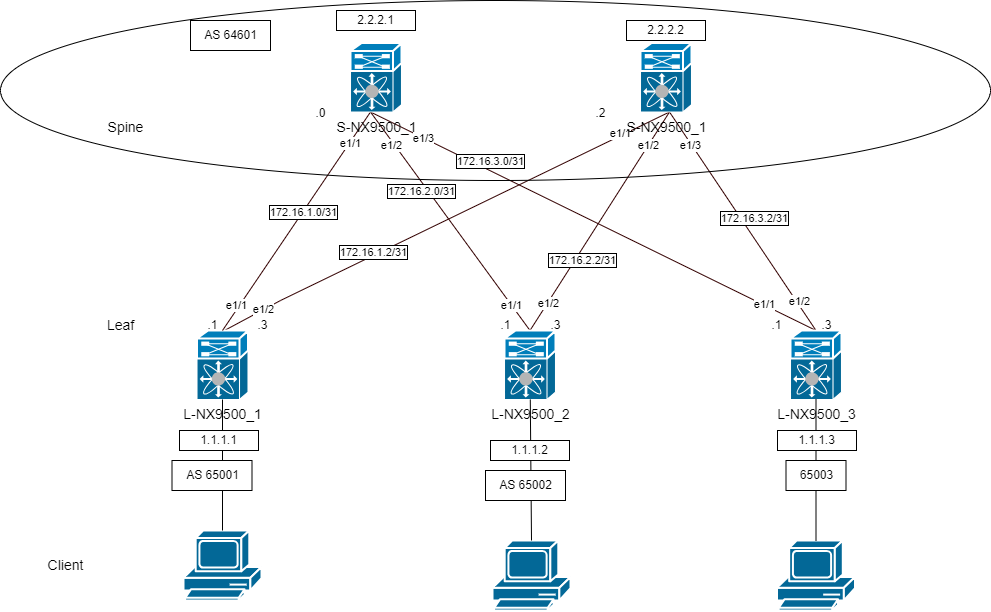 2.2.2.1
2.2.2.2
AS 64601
.0
.2
Spine
S-NX9500_1
S-NX9500_1
e1/1
e1/2
e1/3
e1/1
e1/2
e1/3
172.16.3.0/31
172.16.2.0/31
172.16.1.0/31
172.16.3.2/31
172.16.1.2/31
172.16.2.2/31
e1/1
e1/2
e1/1
e1/2
e1/1
e1/2
Leaf
.1
.3
.1
.3
.1
.3
L-NX9500_1
L-NX9500_2
L-NX9500_3
1.1.1.1
1.1.1.2
1.1.1.3
AS 65001
AS 65002
65003
Client